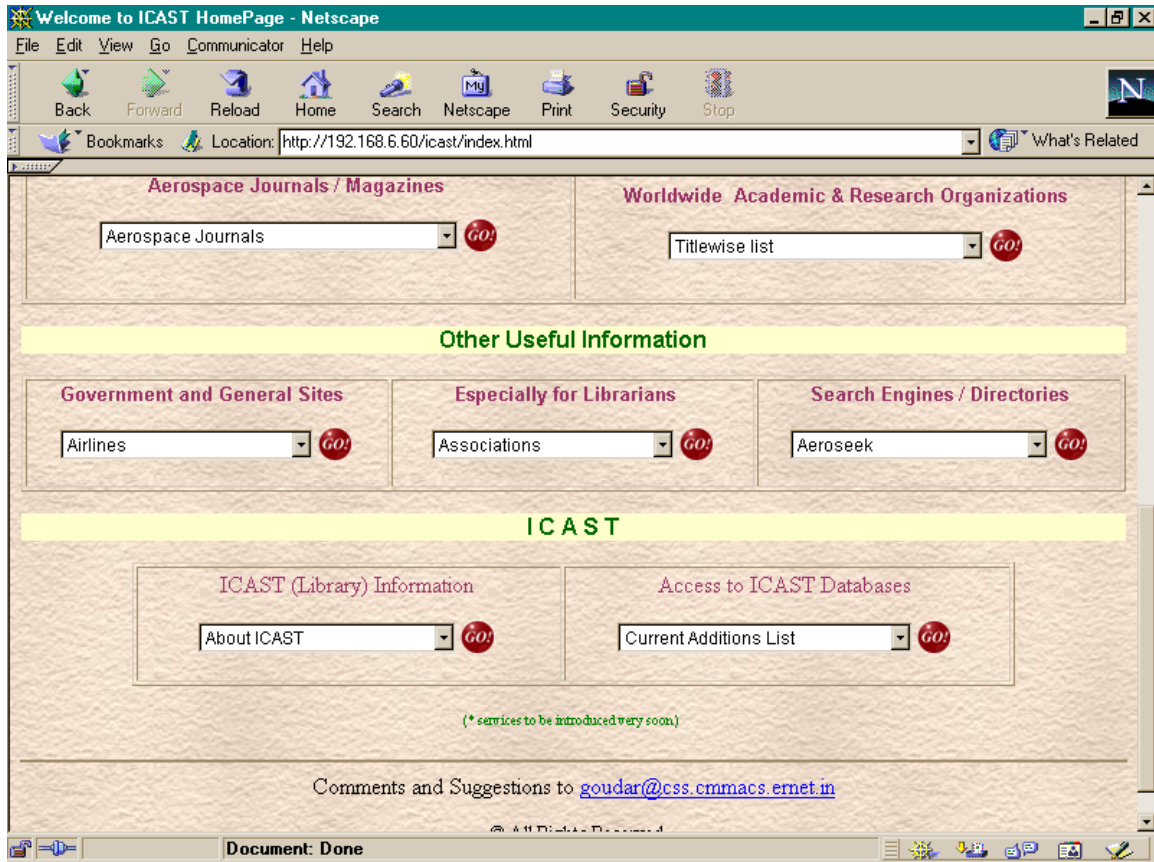 Welcome to ICAST HomePage - Netscape
File Edit View Go Communicator Help
Back Forward Reload Home Search Netscape Print Security Stop
My
N
Bookmarks Location: http://192.168.6.60/icast/index.html What's Related
Aerospace Journals / Magazines
Worldwide Academic & Research Organizations
Aerospace Journals GO!
Titlewise list GO!
Other Useful Information
Government and General Sites Especially for Librarians Search Engines / Directories
Airlines GO! Associations GO! Aeroseek GO!
I C A S T
ICAST (Library) Information Access to ICAST Databases
About ICAST GO! Current Additions List GO!
(* services to be introduced very soon)
Comments and Suggestions to goudar@css.cmmacs.ernet.in
@ All Rights Reserved
Document: Done